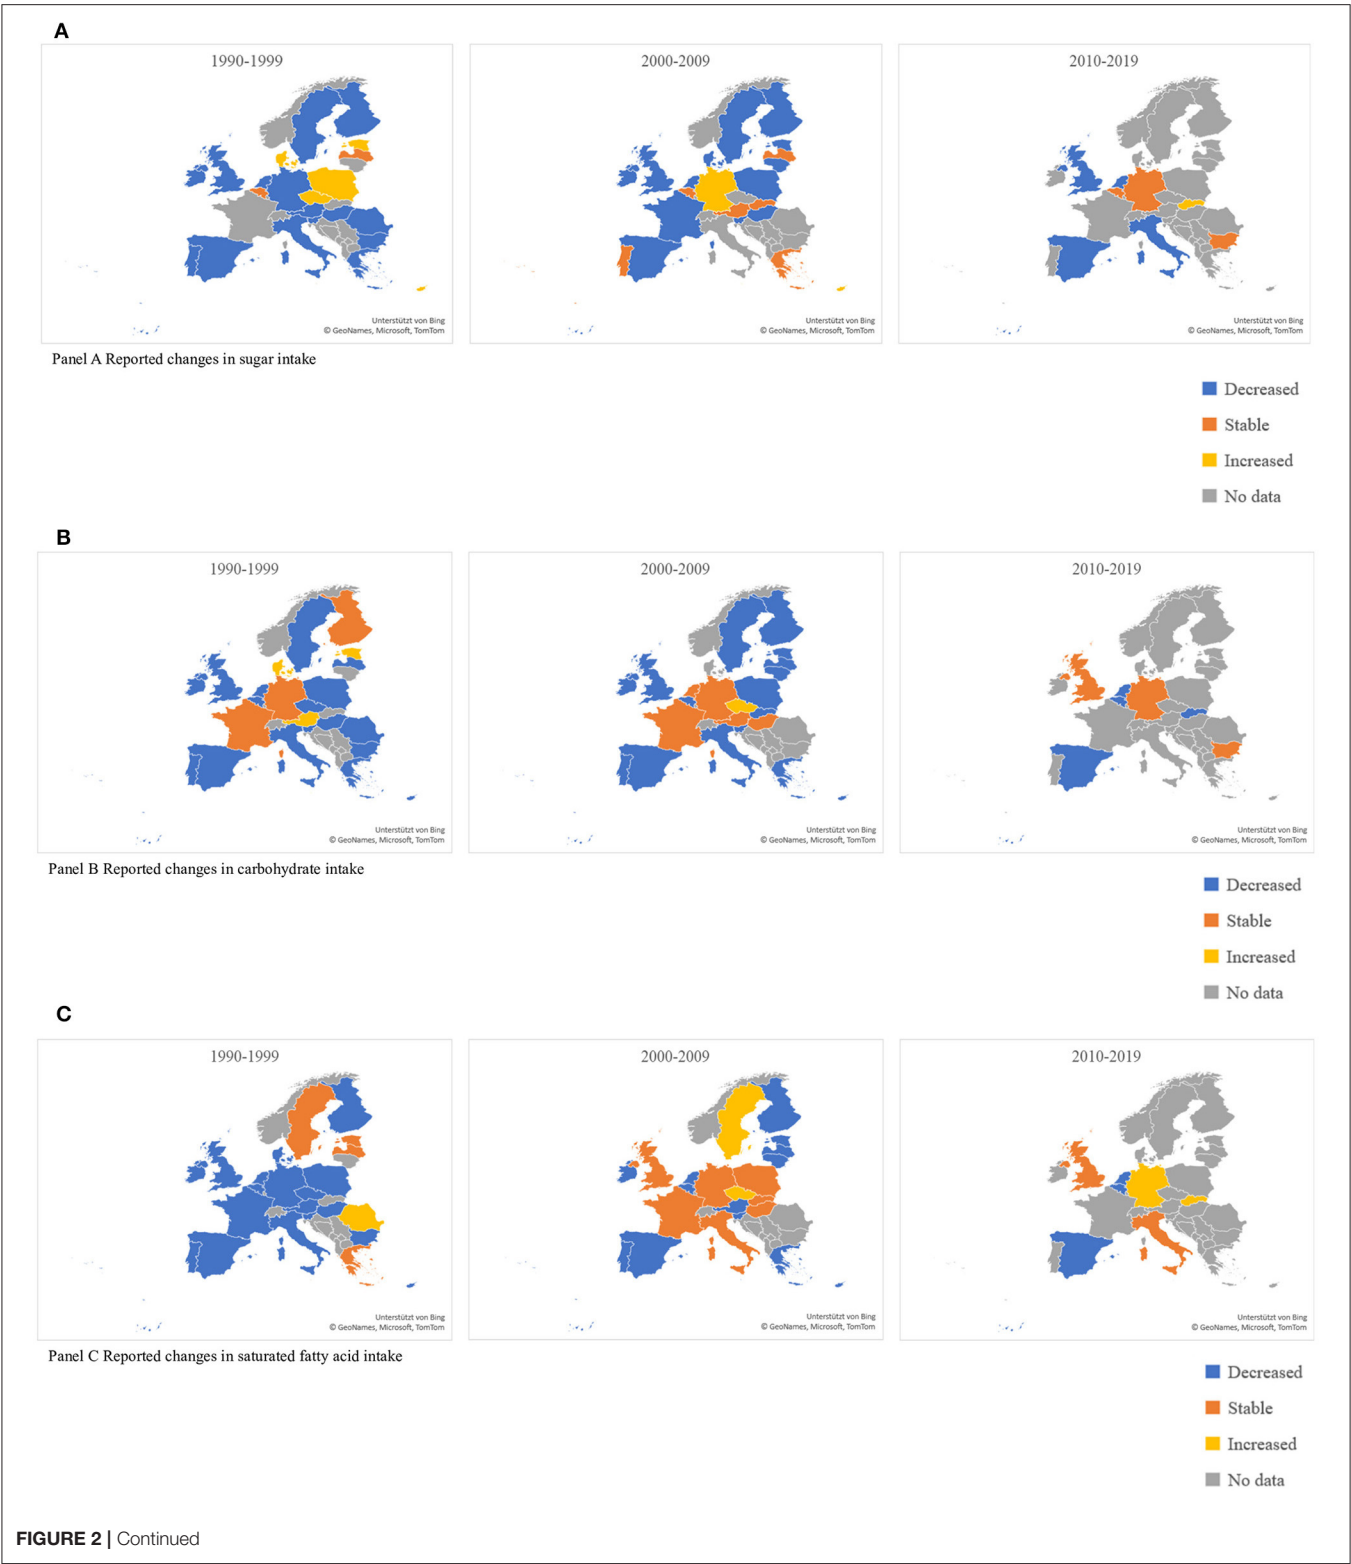 A
1990-1999
2000-2009
2010-2019
Unterstützt von Bing
© GeoNames, Microsoft, TomTom
Unterstützt von Bing
© GeoNames, Microsoft, TomTom
Unterstützt von Bing
© GeoNames, Microsoft, TomTom
Panel A Reported changes in sugar intake
Decreased
Stable
Increased
No data
B
1990-1999
2000-2009
2010-2019
Unterstützt von Bing
© GeoNames, Microsoft, TomTom
Unterstützt von Bing
© GeoNames, Microsoft, TomTom
Unterstützt von Bing
© GeoNames, Microsoft, TomTom
Panel B Reported changes in carbohydrate intake
Decreased
Stable
Increased
No data
C
1990-1999
2000-2009
2010-2019
Unterstützt von Bing
© GeoNames, Microsoft, TomTom
Unterstützt von Bing
© GeoNames, Microsoft, TomTom
Unterstützt von Bing
© GeoNames, Microsoft, TomTom
Panel C Reported changes in saturated fatty acid intake
Decreased
Stable
Increased
No data
FIGURE 2 | Continued